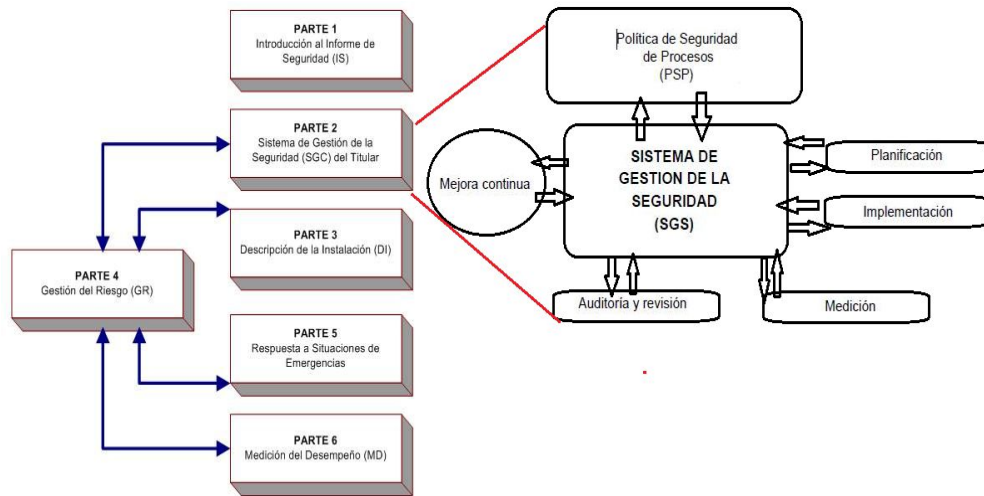 PARTE 1
Introducción al Informe de
Seguridad (IS)
PARTE 2
Sistema de Gestión de la
Seguridad (SGC) del Titular
PARTE 3
Descripción de la Instalación (DI)
PARTE 4
Gestión del Riesgo (GR)
PARTE 5
Respuesta a Situaciones de
Emergencias
PARTE 6
Medición del Desempeño (MD)
Política de Seguridad
de Procesos
(PSP)
SISTEMA DE
GESTION DE LA
SEGURIDAD
(SGS)
Mejora continua
Planificación
Implementación
Auditoría y revisión
Medición